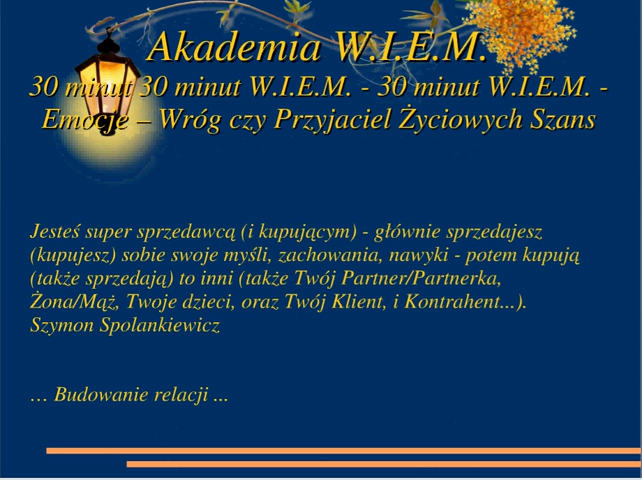 Akademia W.I.E.M.
30 minut 30 minut W.I.E.M. - 30 minut W.I.E.M. -
Emocje – Wróg czy Przyjaciel Życiowych Szans
Jesteś super sprzedawcą (i kupującym) - głównie sprzedajesz
(kupujesz) sobie swoje myśli, zachowania, nawyki - potem kupują
(także sprzedają) to inni (także Twój Partner/Partnerka,
Żona/Mąż, Twoje dzieci, oraz Twój Klient, i Kontrahent...).
Szymon Spolankiewicz
… Budowanie relacji ...